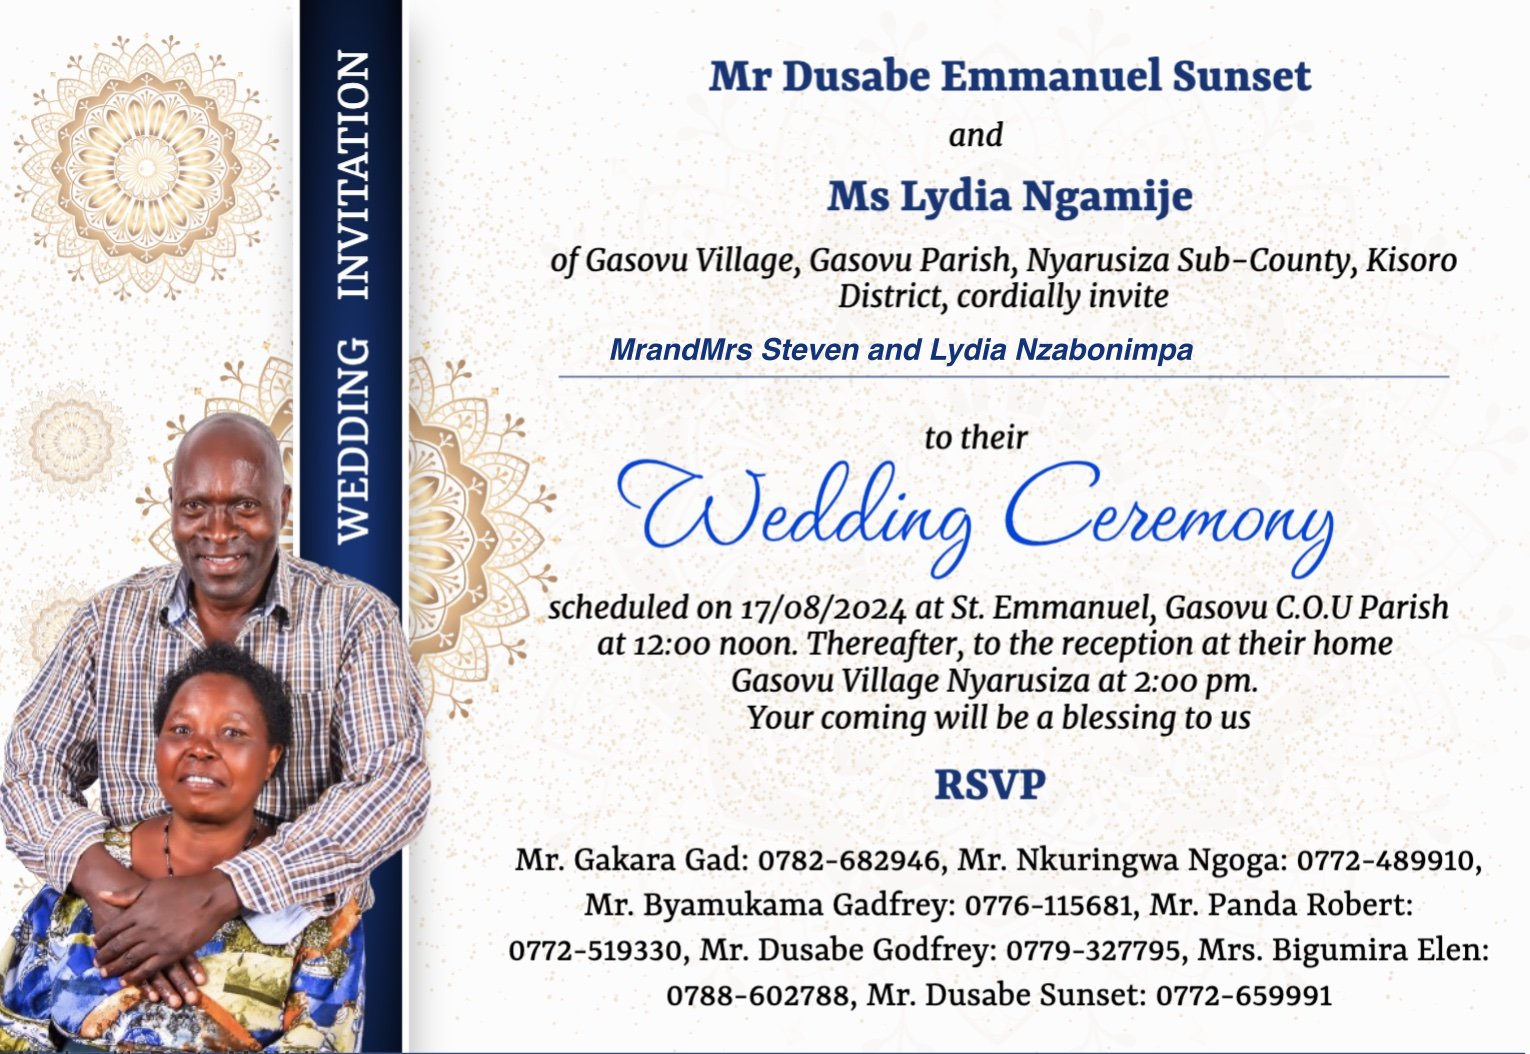 WEDDING INVITATION
Mr Dusabe Emmanuel Sunset
and
Ms Lydia Ngamije
of Gasovu Village, Gasovu Parish, Nyarusiza Sub-County, Kisoro
District, cordially invite
MrandMrs Steven and Lydia Nzabonimpa
to their
Wedding Ceremony
scheduled on 17/08/2024 at St. Emmanuel, Gasovu C.O.U Parish
at 12:00 noon. Thereafter, to the reception at their home
Gasovu Village Nyarusiza at 2:00 pm.
Your coming will be a blessing to us
RSVP
Mr. Gakara Gad: 0782-682946, Mr. Nkuringwa Ngoga: 0772-489910,
Mr. Byamukama Gadfrey: 0776-115681, Mr. Panda Robert:
0772-519330, Mr. Dusabe Godfrey: 0779-327795, Mrs. Bigumira Elen:
0788-602788, Mr. Dusabe Sunset: 0772-659991